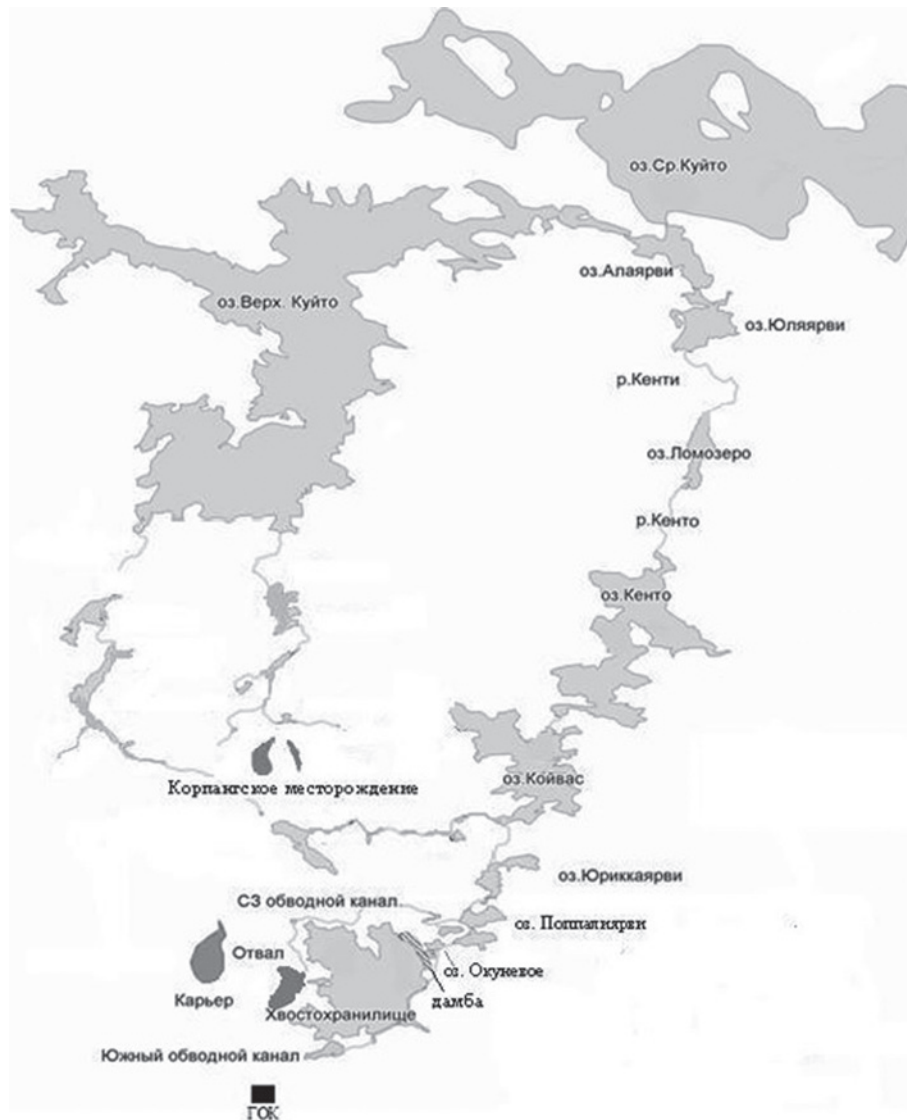 оз.Ср.Куйто
оз.Алаярви
оз.Верх. Куйто
оз.Юляярви
р.Кенти
оз.Ломозеро
р.Кенто
оз.Кенто
оз.Койвас
Корпангское месторождение
оз.Юриккаярви
СЗ обводной канал
оз. Поппалиярви
Отвал
оз. Окуневое
Карьер
дамба
Хвостохранилище
Южный обводной канал
ГОК